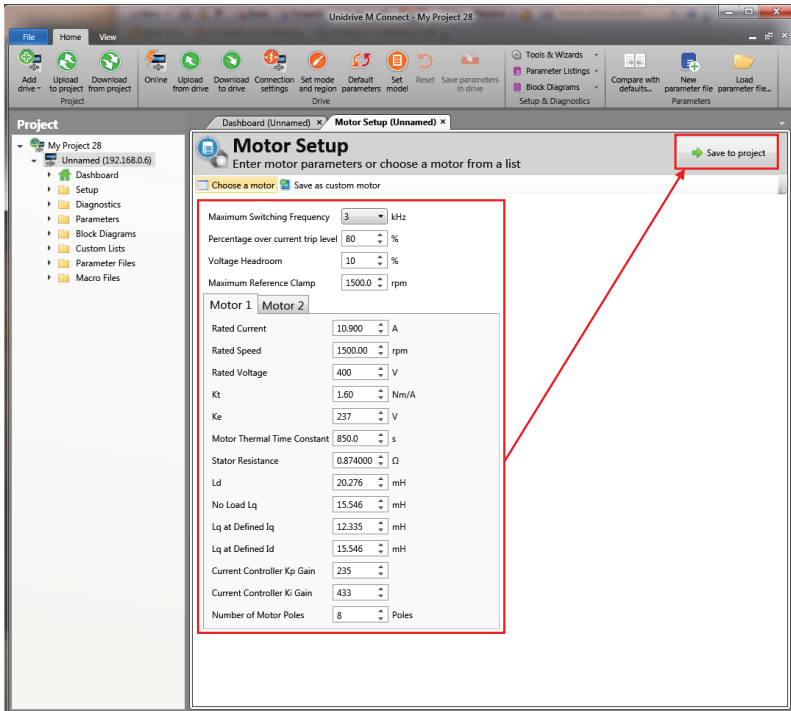 Unidrive M Connect - My Project 28
File Home View
Add drive
Upload to project
Download from project
Project
Online
Upload from drive
Download to drive
Connection settings
Set mode and region
Default parameters
Set model
Reset
Save parameters in drive
Drive
Tools & Wizards
Parameter Listings
Block Diagrams
Setup & Diagnostics
Compare with defaults...
New parameter file
Load parameter file...
Parameters
Project
My Project 28
Unnamed (192.168.0.6)
Dashboard
Setup
Diagnostics
Parameters
Block Diagrams
Custom Lists
Parameter Files
Macro Files
Dashboard (Unnamed) × Motor Setup (Unnamed) ×
Motor Setup
Enter motor parameters or choose a motor from a list
Save to project
Choose a motor Save as custom motor
Maximum Switching Frequency 3 kHz
Percentage over current trip level 80 %
Voltage Headroom 10 %
Maximum Reference Clamp 1500.0 rpm
Motor 1 Motor 2
Rated Current 10.900 A
Rated Speed 1500.00 rpm
Rated Voltage 400 V
Kt 1.60 Nm/A
Ke 237 V
Motor Thermal Time Constant 850.0 s
Stator Resistance 0.874000 Ω
Ld 20.276 mH
No Load Lq 15.546 mH
Lq at Defined Iq 12.335 mH
Lq at Defined Id 15.546 mH
Current Controller Kp Gain 235
Current Controller Ki Gain 433
Number of Motor Poles 8 Poles